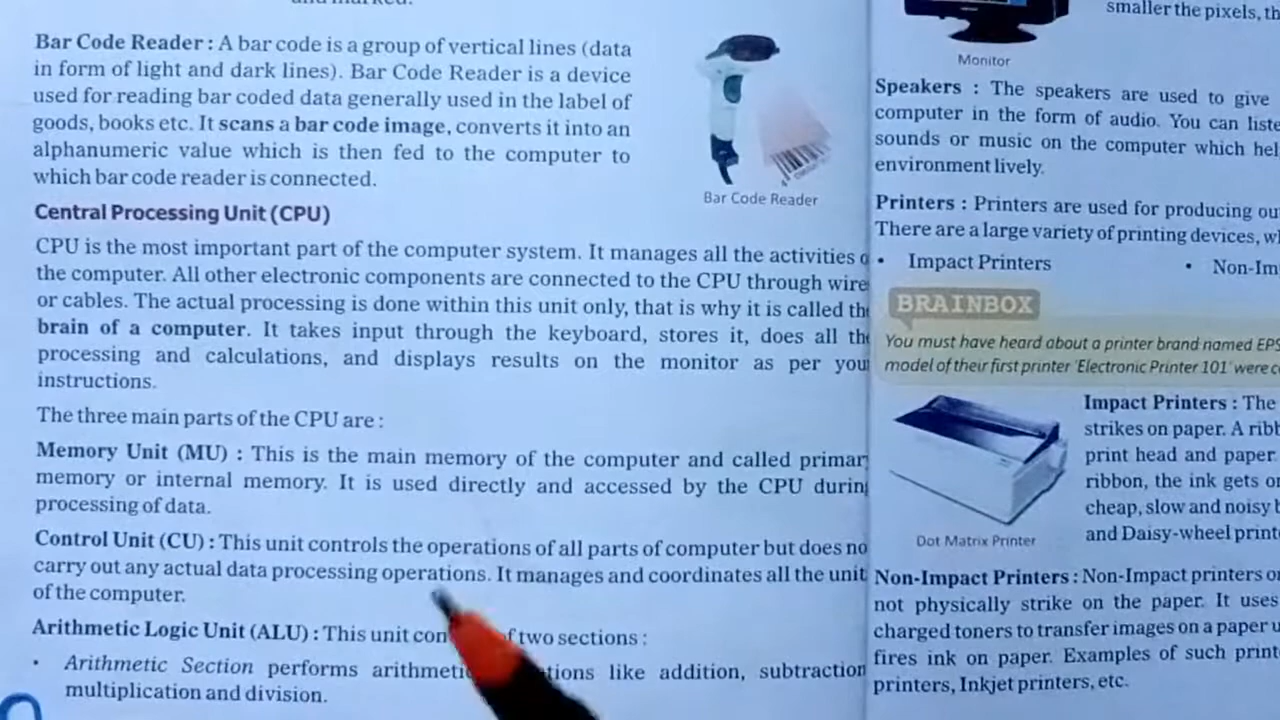 and marked.
Bar Code Reader : A bar code is a group of vertical lines (data
in form of light and dark lines). Bar Code Reader is a device
used for reading bar coded data generally used in the label of
goods, books etc. It scans a bar code image, converts it into an
alphanumeric value which is then fed to the computer to
which bar code reader is connected.
Bar Code Reader
Central Processing Unit (CPU)
CPU is the most important part of the computer system. It manages all the activities
the computer. All other electronic components are connected to the CPU through wire
or cables. The actual processing is done within this unit only, that is why it is called
brain of a computer. It takes input through the keyboard, stores it, does all
processing and calculations, and displays results on the monitor as per
instructions.
The three main parts of the CPU are :
Memory Unit (MU) : This is the main memory of the computer and called
memory or internal memory. It is used directly and accessed by the CPU
processing of data.
Control Unit (CU) : This unit controls the operations of all parts of computer but does
carry out any actual data processing operations. It manages and coordinates all the unit
of the computer.
Arithmetic Logic Unit (ALU) : This unit of two sections :
• Arithmetic Section performs like addition, subtraction
multiplication and division.
smaller the pixels,
Monitor
Speakers : The speakers are used to give
computer in the form of audio. You can
sounds or music on the computer which
environment lively.
Printers : Printers are used for producing
There are a large variety of printing devices,
• Impact Printers
• Non-Im
BRAINBOX
You must have heard about a printer brand named EPS
model of their first printer 'Electronic Printer 101' were
Impact Printers : The
strikes on paper. A
print head and paper.
ribbon, the ink gets
cheap, slow and noisy
and Daisy-wheel print
Dot Matrix Printer
Non-Impact Printers : Non-Impact printers
not physically strike on the paper. It uses
charged toners to transfer images on a paper
fires ink on paper. Examples of such print
printers, Inkjet printers, etc.